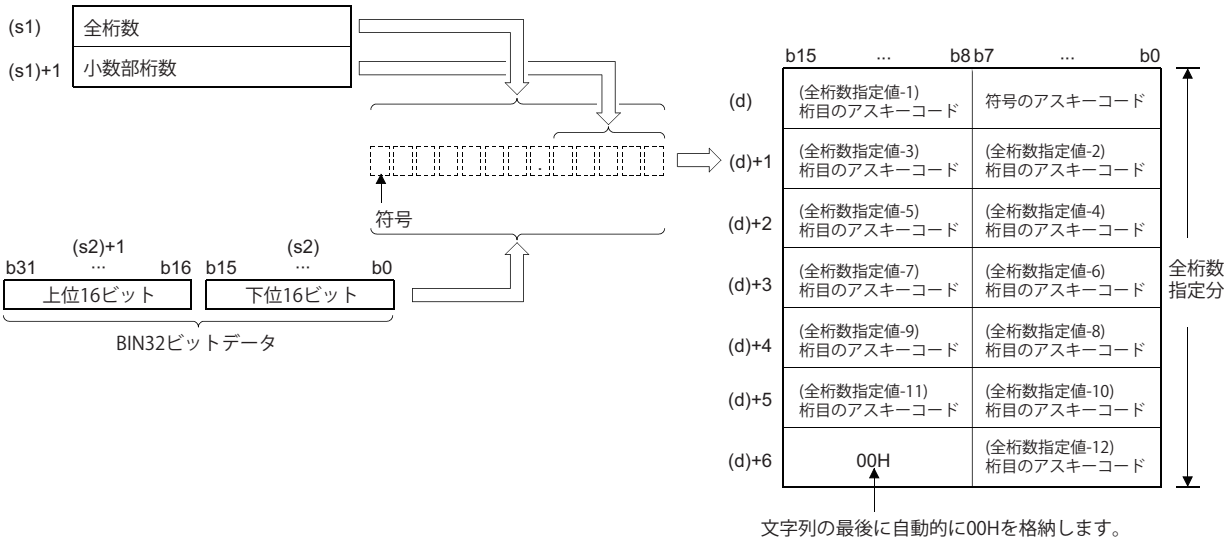 (s1) 全桁数
(s1)+1 小数部桁数
.
符号
(s2)+1 (s2)
b31 ... b16 b15 ... b0
上位16ビット 下位16ビット
BIN32ビットデータ
b15 ... b8 b7 ... b0
(d) (全桁数指定値-1)
桁目のアスキーコード 符号のアスキーコード
(d)+1 (全桁数指定値-3)
桁目のアスキーコード (全桁数指定値-2)
桁目のアスキーコード
(d)+2 (全桁数指定値-5)
桁目のアスキーコード (全桁数指定値-4)
桁目のアスキーコード
(d)+3 (全桁数指定値-7)
桁目のアスキーコード (全桁数指定値-6)
桁目のアスキーコード
(d)+4 (全桁数指定値-9)
桁目のアスキーコード (全桁数指定値-8)
桁目のアスキーコード
(d)+5 (全桁数指定値-11)
桁目のアスキーコード (全桁数指定値-10)
桁目のアスキーコード
(d)+6 00H (全桁数指定値-12)
桁目のアスキーコード
全桁数
指定分
文字列の最後に自動的に00Hを格納します。